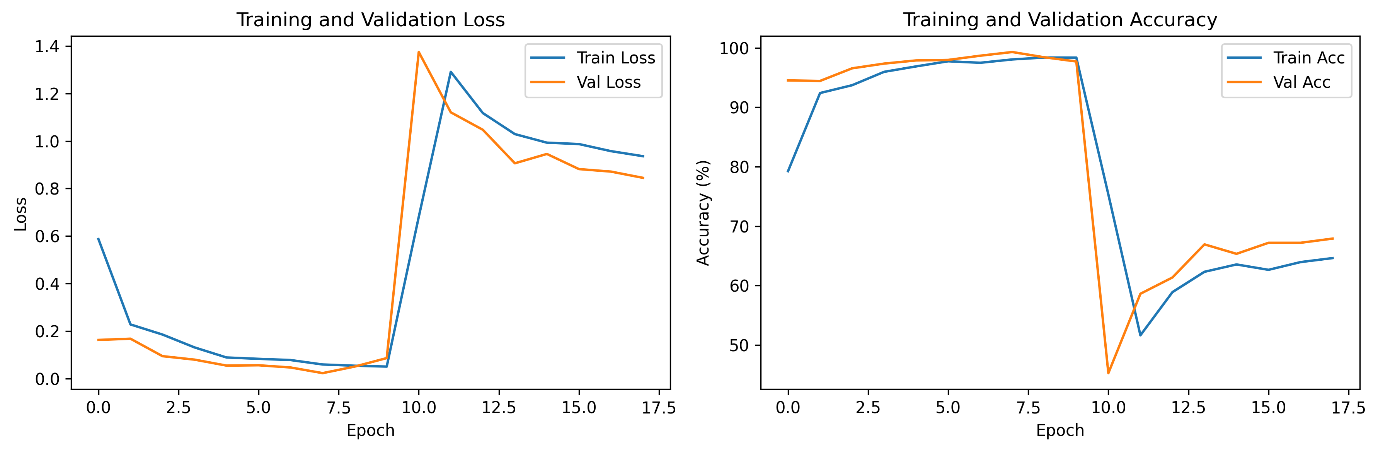 Training and Validation Loss
1.4
1.2
1.0
0.8
0.6
0.4
0.2
0.0
Loss
Train Loss
Val Loss
0.0 2.5 5.0 7.5 10.0 12.5 15.0 17.5
Epoch
Training and Validation Accuracy
100
90
80
70
60
50
Accuracy (%)
Train Acc
Val Acc
0.0 2.5 5.0 7.5 10.0 12.5 15.0 17.5
Epoch